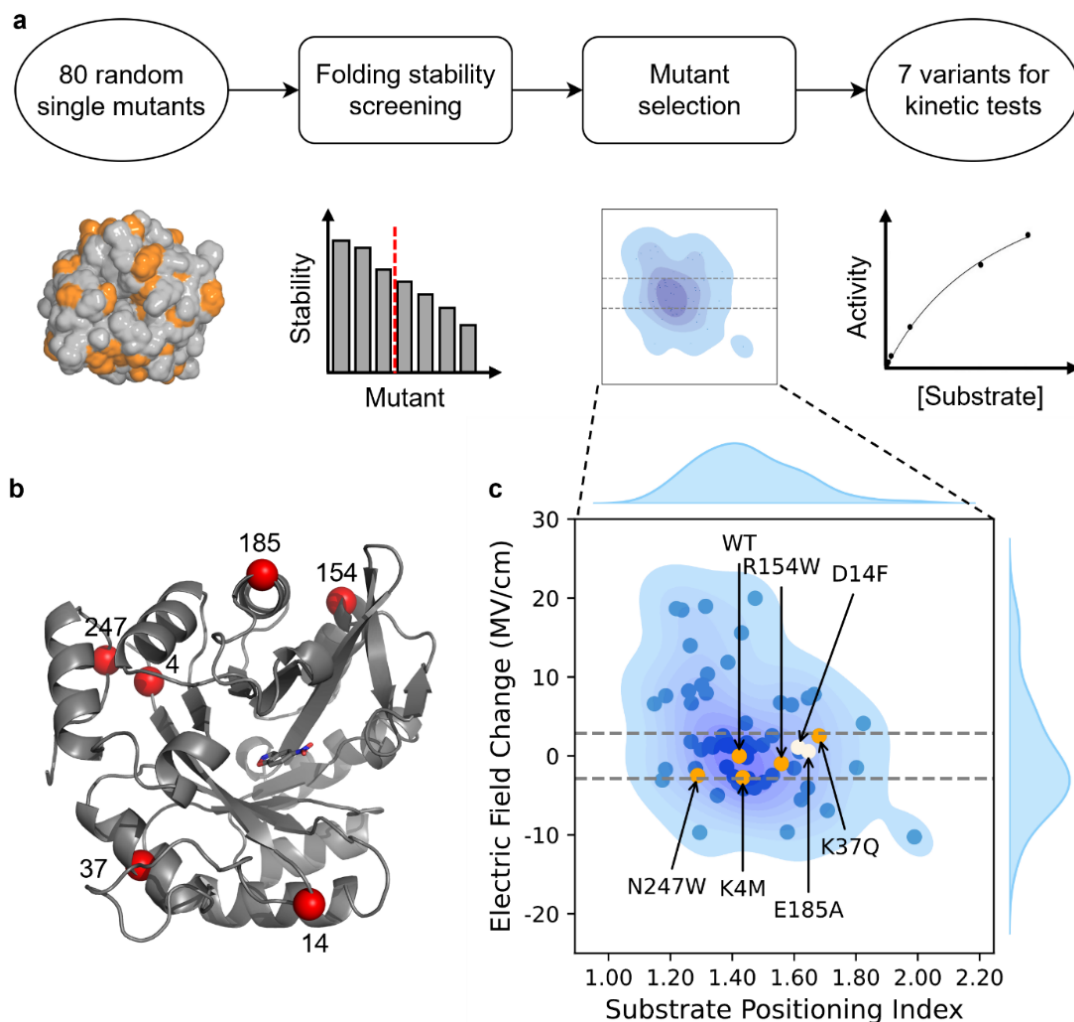 a
80 random
single mutants
Folding stability
screening
Mutant
selection
7 variants for
kinetic tests
Stability
Mutant
Activity
[Substrate]
b
185
154
247
4
37
14
c
30
20
10
0
-10
-20
Electric Field Change (MV/cm)
WT
R154W
D14F
N247W
K4M
E185A
K37Q
1.00 1.20 1.40 1.60 1.80 2.00 2.20
Substrate Positioning Index